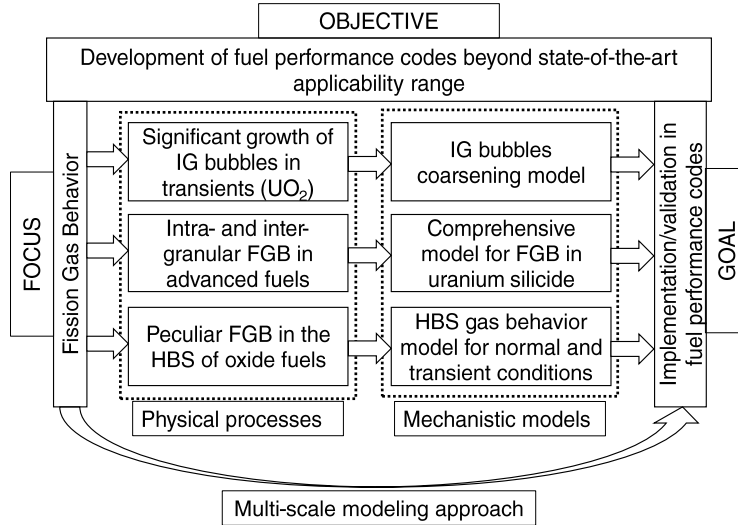 OBJECTIVE
Development of fuel performance codes beyond state-of-the-art
applicability range
FOCUS
Fission Gas Behavior
Significant growth of
IG bubbles in
transients (UO₂)
Intra- and inter-
granular FGB in
advanced fuels
Peculiar FGB in the
HBS of oxide fuels
Physical processes
IG bubbles
coarsening model
Comprehensive
model for FGB in
uranium silicide
HBS gas behavior
model for normal and
transient conditions
Mechanistic models
Implementation/validation in
fuel performance codes
GOAL
Multi-scale modeling approach